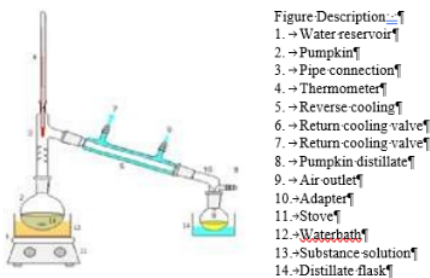 Figure Description:
1. Water reservoir
2. Pumpkin
3. Pipe connection
4. Thermometer
5. Reverse cooling
6. Return cooling valve
7. Return cooling valve
8. Pumpkin distillate
9. Air outlet
10. Adapter
11. Stove
12. Waterbath
13. Substance solution
14. Distillate flask